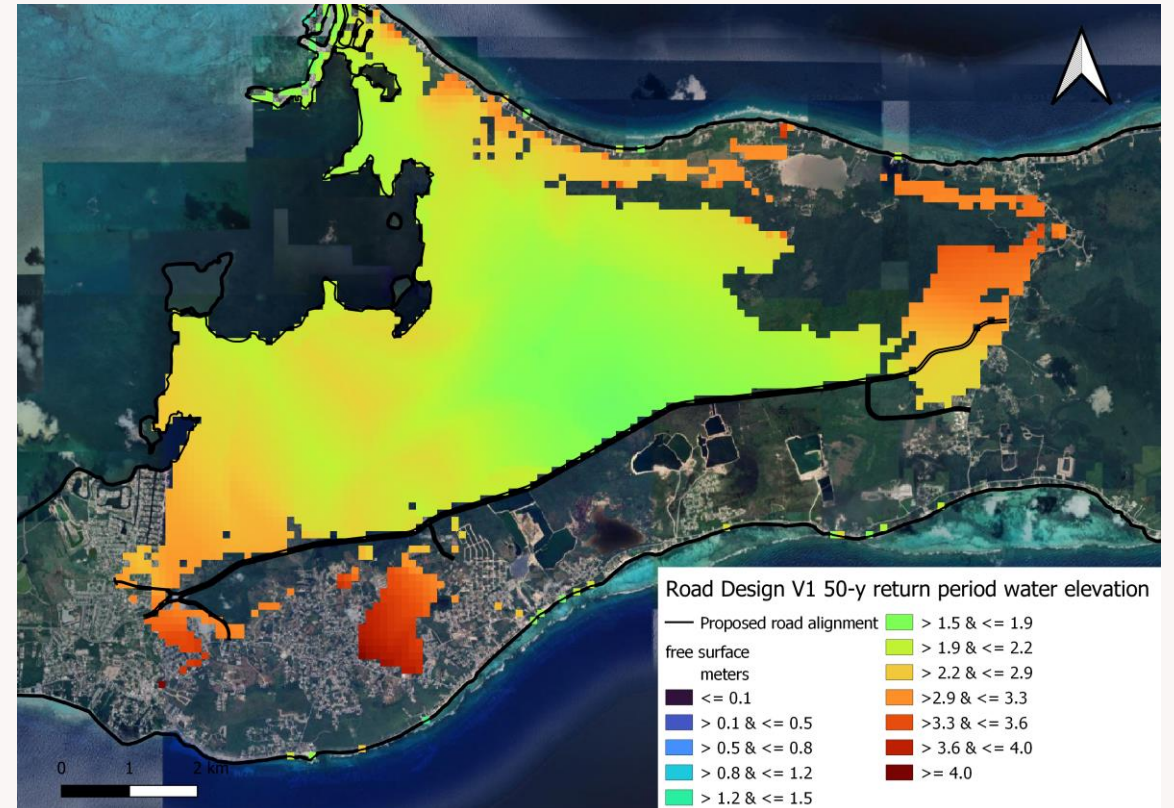 0 1 2 km
Road Design V1 50-y return period water elevation
Proposed road alignment
free surface
meters
<= 0.1
> 0.1 & <= 0.5
> 0.5 & <= 0.8
> 0.8 & <= 1.2
> 1.2 & <= 1.5
> 1.5 & <= 1.9
> 1.9 & <= 2.2
> 2.2 & <= 2.9
>2.9 & <= 3.3
>3.3 & <= 3.6
> 3.6 & <= 4.0
>= 4.0